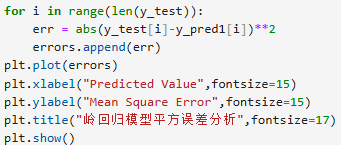 for i in range(len(y_test)):
    err = abs(y_test[i]-y_pred1[i])**2
    errors.append(err)
plt.plot(errors)
plt.xlabel("Predicted Value",fontsize=15)
plt.ylabel("Mean Square Error",fontsize=15)
plt.title("岭回归模型平方误差分析",fontsize=17)
plt.show()